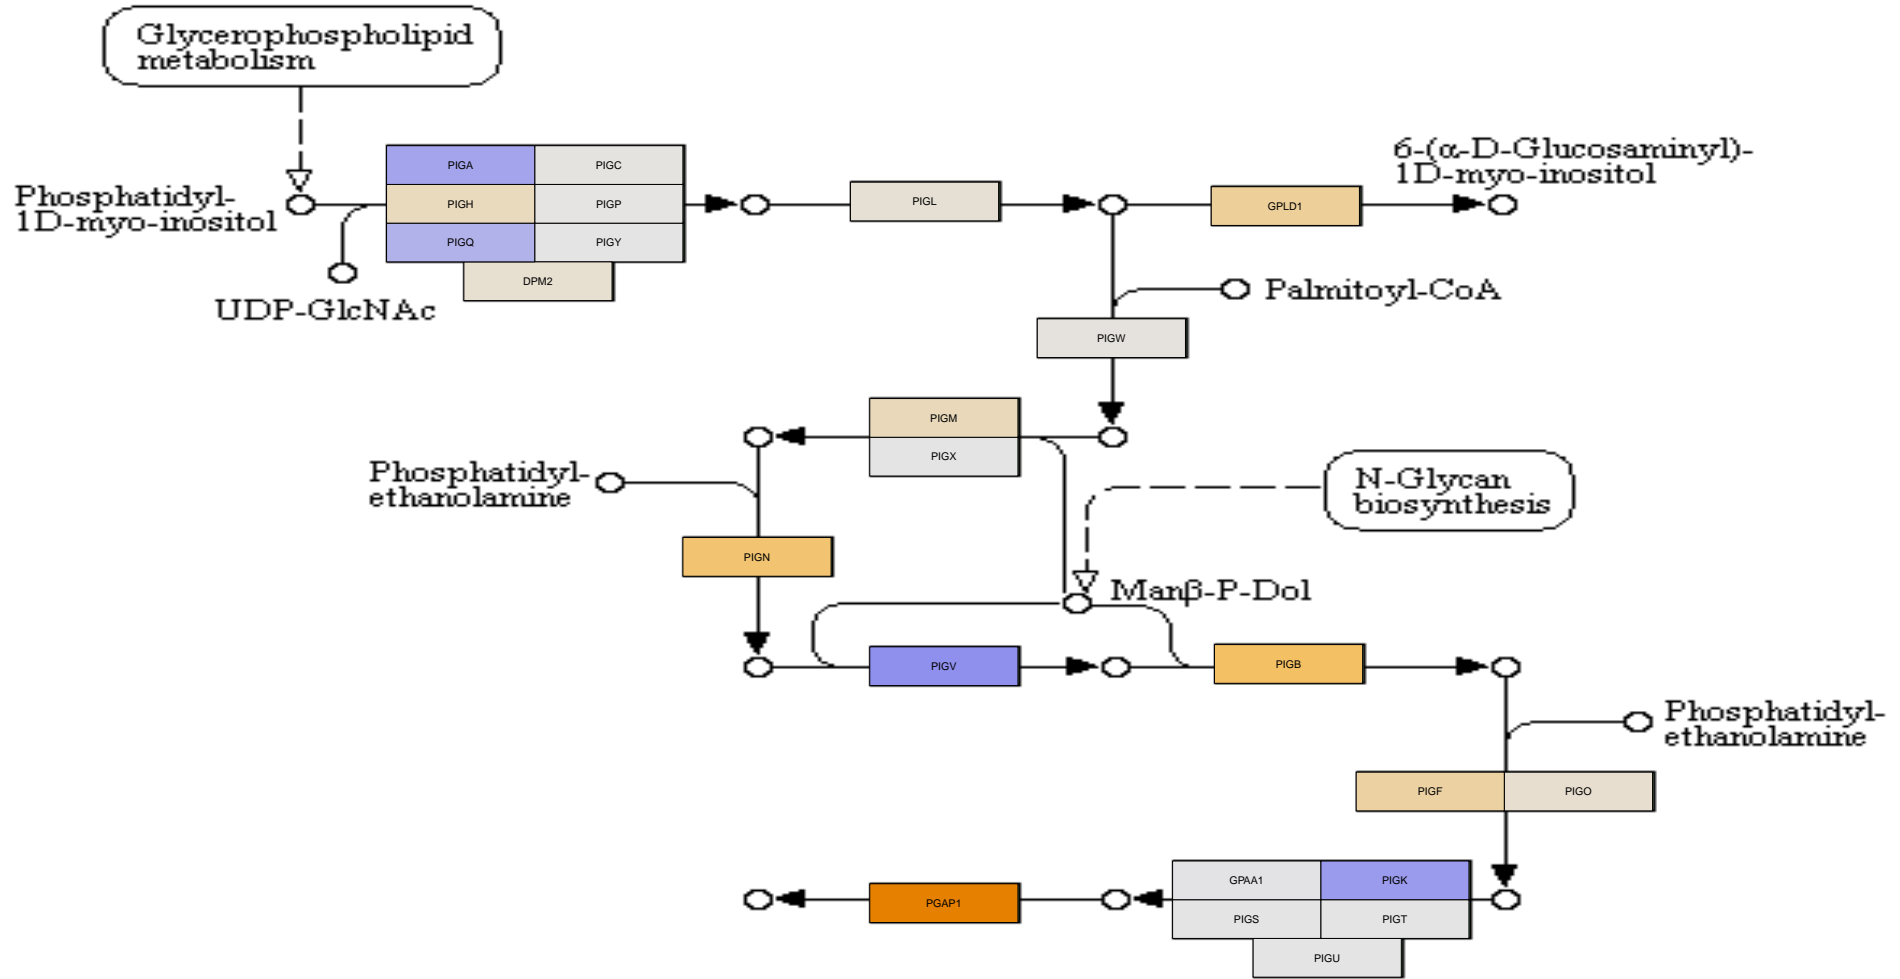 Glycerophospholipid
metabolism
Phosphatidyl-
1D-myo-inositol
UDP-GlcNAc
PIGA
PIGC
PIGH
PIGP
PIGQ
PIGY
DPM2
PIGL
GPLD1
6-(α-D-Glucosaminyl)-
1D-myo-inositol
Palmitoyl-CoA
PIGW
PIGM
PIGX
Phosphatidyl-
ethanolamine
N-Glycan
biosynthesis
PIGN
Manβ-P-Dol
PIGV
PIGB
Phosphatidyl-
ethanolamine
PIGF
PIGO
GPAA1
PIGK
PGAP1
PIGS
PIGT
PIGU